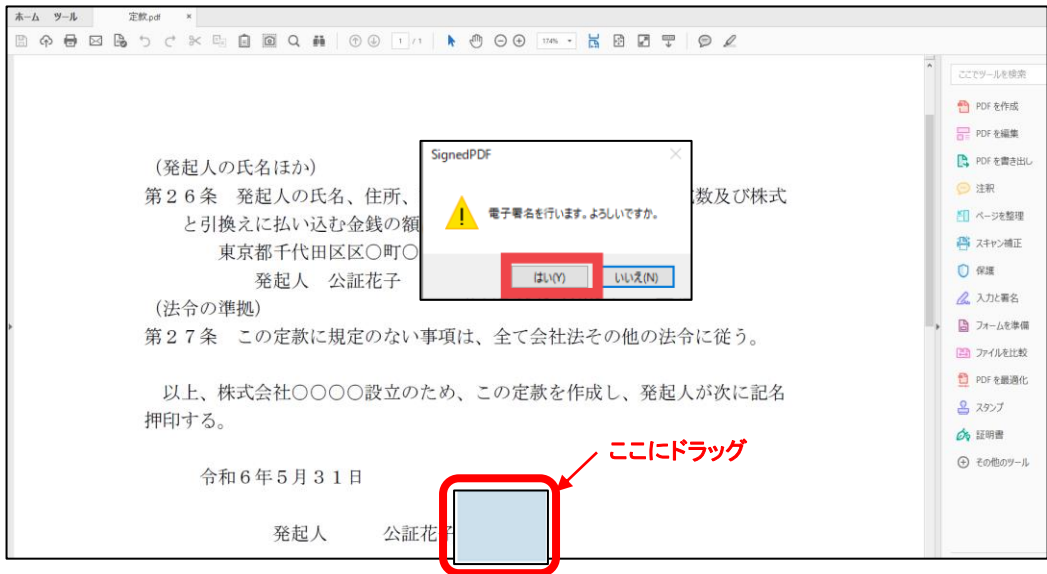 ホーム ツール 定款.pdf ×
1 / 1 174%
ここでツールを検索
PDF を作成
PDF を編集
PDF を書き出し
注釈
ページを整理
スキャン補正
保護
入力と署名
フォームを準備
ファイルを比較
PDF を最適化
スタンプ
証明書
その他のツール
(発起人の氏名ほか)
第26条 発起人の氏名、住所、
数及び株式
と引換えに払い込む金銭の額
東京都千代田区区〇町〇
発起人 公証花子
(法令の準拠)
第27条 この定款に規定のない事項は、全て会社法その他の法令に従う。
以上、株式会社〇〇〇〇設立のため、この定款を作成し、発起人が次に記名
押印する。
令和6年5月31日
発起人 公証花子
SignedPDF
電子署名を行います。よろしいですか。
はい(Y) いいえ(N)
ここにドラッグ